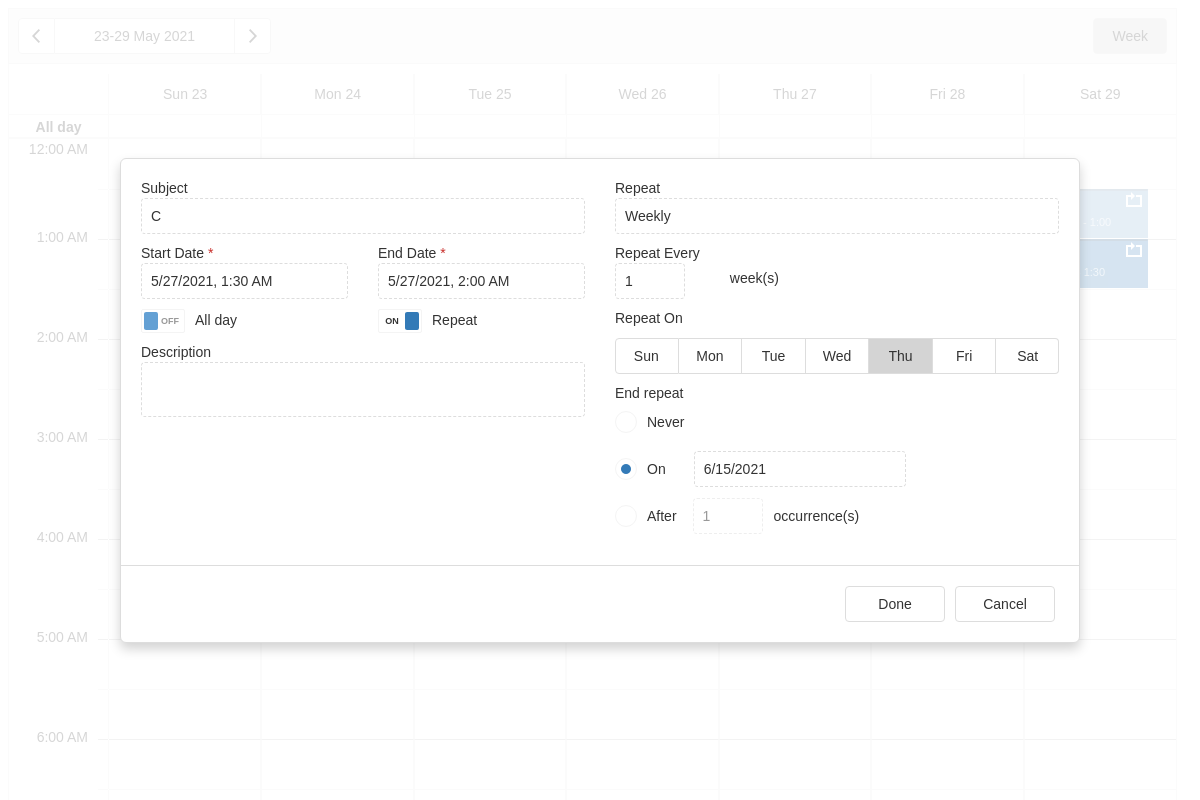 23-29 May 2021
Week
Sun 23 Mon 24 Tue 25 Wed 26 Thu 27 Fri 28 Sat 29
All day
12:00 AM
1:00 AM
2:00 AM
3:00 AM
4:00 AM
5:00 AM
6:00 AM
- 1:00
1:30
Subject
C
Start Date *
End Date *
5/27/2021, 1:30 AM
5/27/2021, 2:00 AM
OFF All day
ON Repeat
Description
Repeat
Weekly
Repeat Every
1 week(s)
Repeat On
Sun Mon Tue Wed Thu Fri Sat
End repeat
Never
On 6/15/2021
After 1 occurrence(s)
Done Cancel